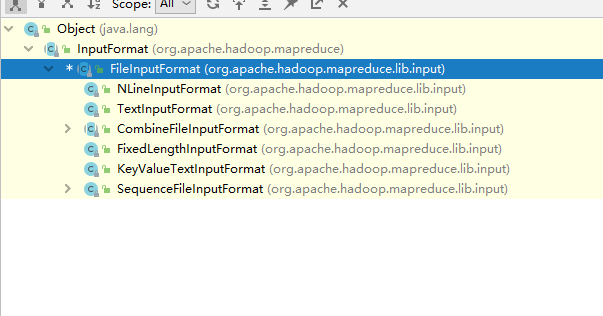 Scope: All
Object (java.lang)
InputFormat (org.apache.hadoop.mapreduce)
* FileInputFormat (org.apache.hadoop.mapreduce.lib.input)
NLineInputFormat (org.apache.hadoop.mapreduce.lib.input)
TextInputFormat (org.apache.hadoop.mapreduce.lib.input)
CombineFileInputFormat (org.apache.hadoop.mapreduce.lib.input)
FixedLengthInputFormat (org.apache.hadoop.mapreduce.lib.input)
KeyValueTextInputFormat (org.apache.hadoop.mapreduce.lib.input)
SequenceFileInputFormat (org.apache.hadoop.mapreduce.lib.input)